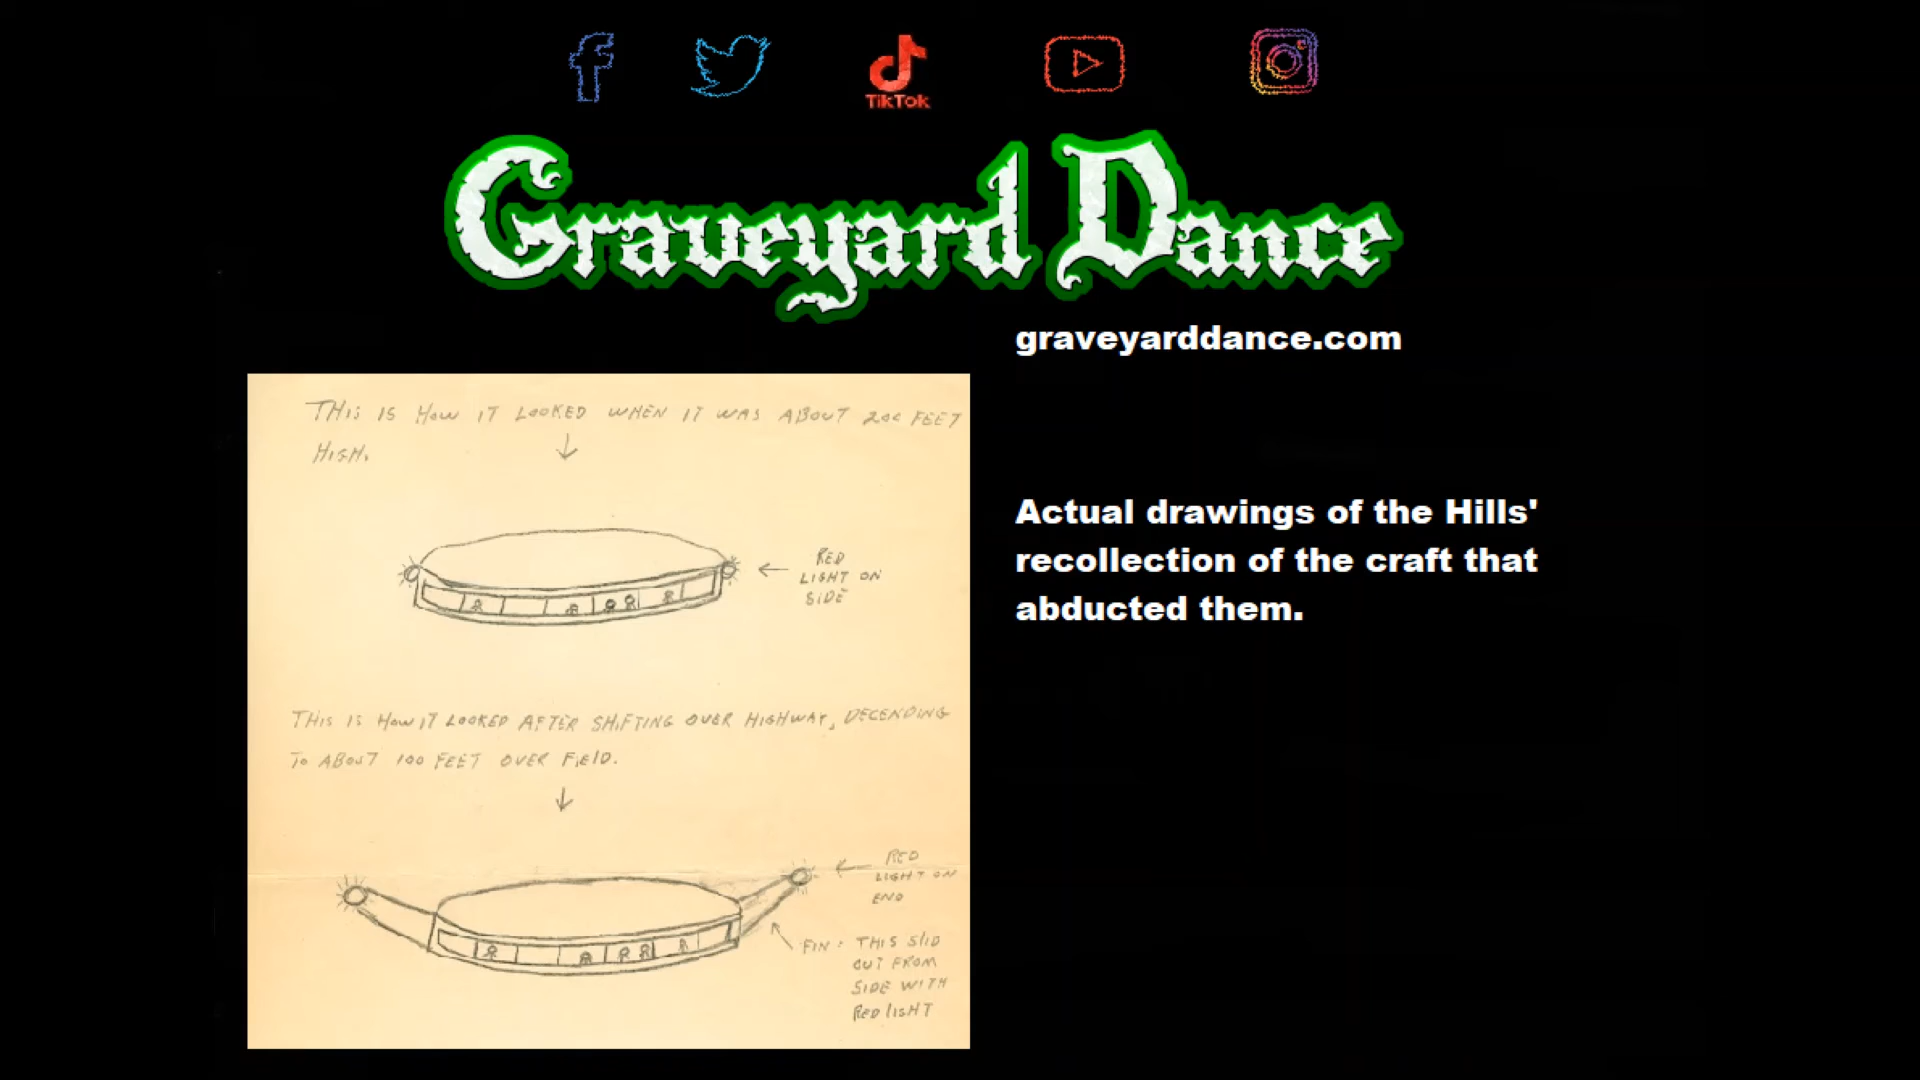 TikTok
Graveyard Dance
graveyarddance.com
THIS IS HOW IT LOOKED WHEN IT WAS ABOUT 200 FEET
HIGH.
RED
LIGHT ON
SIDE
Actual drawings of the Hills'
recollection of the craft that
abducted them.
THIS IS HOW IT LOOKED AFTER SHIFTING OVER HIGHWAY, DECENDING
TO ABOUT 100 FEET OVER FIELD.
RED
LIGHT ON
END
FIN: THIS SLID
OUT FROM
SIDE WITH
RED LIGHT